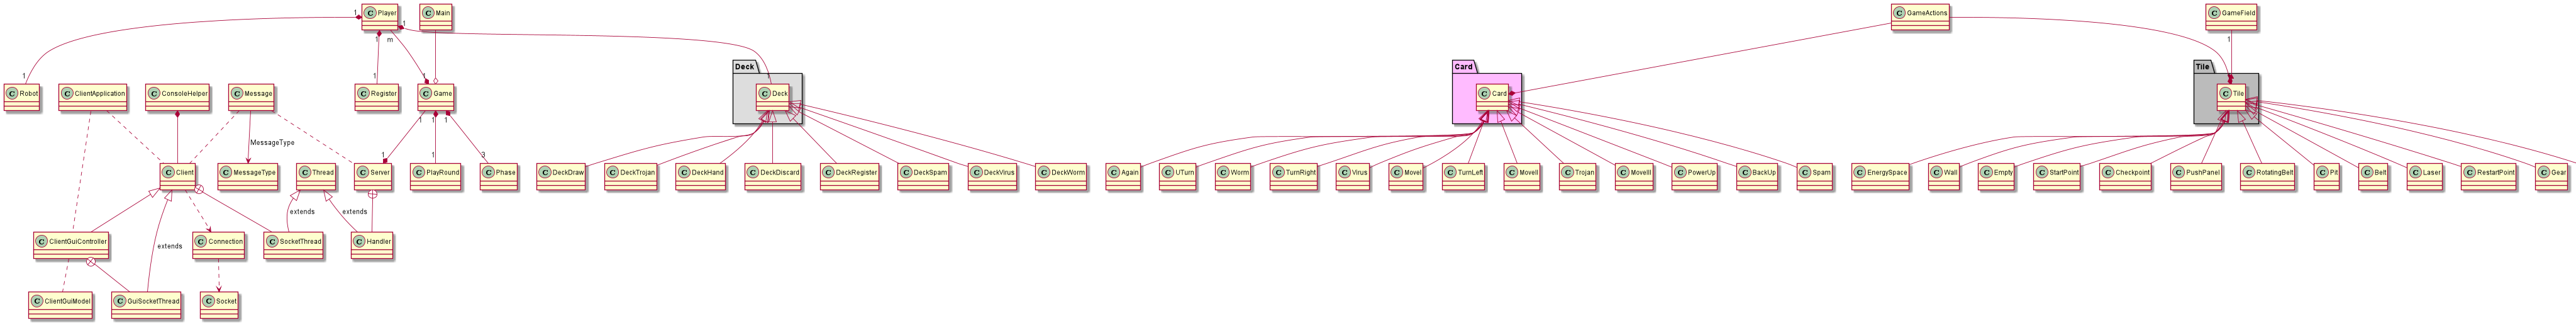 C Player
C Main
C GameActions
C GameField
1
1
1
m
1
Deck
Card
Tile
1
1
1
C Robot
C ClientApplication
C ConsoleHelper
C Message
C Register
C Game
C Deck
C Card
C Tile
1
1
1
MessageType
1
1
3
C Client
C MessageType
C Thread
C Server
C PlayRound
C Phase
C DeckDraw
C DeckTrojan
C DeckHand
C DeckDiscard
C DeckRegister
C DeckSpam
C DeckVirus
C DeckWorm
C Again
C UTurn
C Worm
C TurnRight
C Virus
C MoveI
C TurnLeft
C MoveII
C Trojan
C MoveIII
C PowerUp
C BackUp
C Spam
C EnergySpace
C Wall
C Empty
C StartPoint
C Checkpoint
C PushPanel
C RotatingBelt
C Pit
C Belt
C Laser
C RestartPoint
C Gear
extends
extends
extends
C ClientGuiController
C Connection
C SocketThread
C Handler
C ClientGuiModel
C GuiSocketThread
C Socket